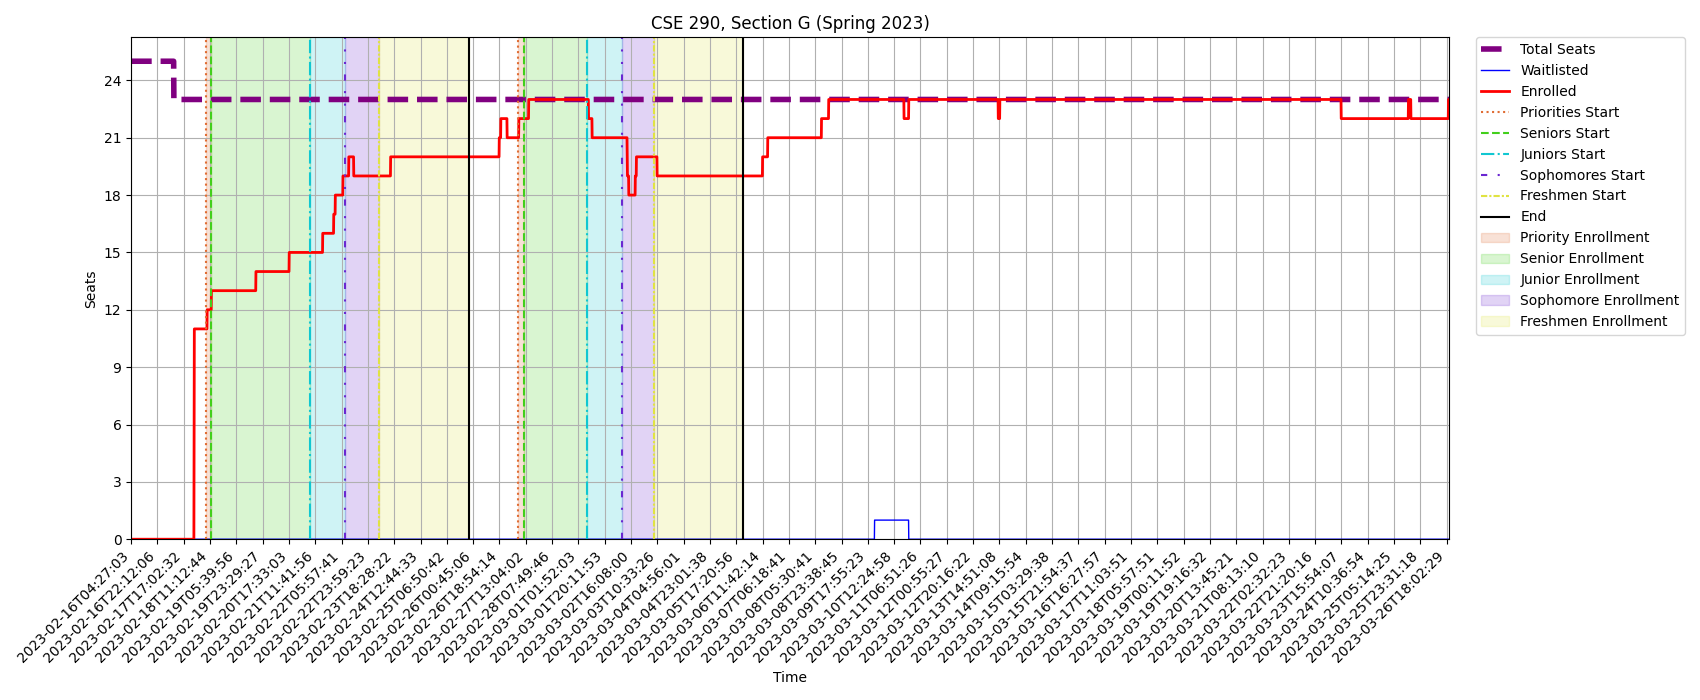 CSE 290, Section G (Spring 2023)
Total Seats
Waitlisted
Enrolled
Priorities Start
Seniors Start
Juniors Start
Sophomores Start
Freshmen Start
End
Priority Enrollment
Senior Enrollment
Junior Enrollment
Sophomore Enrollment
Freshmen Enrollment
Seats
24
21
18
15
12
9
6
3
0
2023-02-16T04:27:03
2023-02-16T22:12:06
2023-02-17T17:02:32
2023-02-18T11:12:44
2023-02-19T05:39:56
2023-02-19T23:29:27
2023-02-20T17:33:03
2023-02-21T11:41:56
2023-02-22T05:57:41
2023-02-22T23:59:23
2023-02-23T18:28:22
2023-02-24T12:44:33
2023-02-25T06:50:42
2023-02-26T00:45:06
2023-02-26T18:54:14
2023-02-27T13:04:02
2023-02-28T07:49:46
2023-03-01T01:52:03
2023-03-01T20:11:53
2023-03-02T16:08:00
2023-03-03T10:33:26
2023-03-04T04:56:01
2023-03-04T23:01:38
2023-03-05T17:20:56
2023-03-06T11:42:14
2023-03-07T06:18:41
2023-03-08T05:30:41
2023-03-08T23:38:45
2023-03-09T17:55:23
2023-03-10T12:24:58
2023-03-11T06:51:26
2023-03-12T00:55:27
2023-03-12T20:16:22
2023-03-13T14:51:08
2023-03-14T09:15:54
2023-03-15T03:29:38
2023-03-15T21:54:37
2023-03-16T16:27:57
2023-03-17T11:03:51
2023-03-18T05:57:51
2023-03-19T00:11:52
2023-03-19T19:16:32
2023-03-20T13:45:21
2023-03-21T08:13:10
2023-03-22T02:32:23
2023-03-22T21:20:16
2023-03-23T15:54:07
2023-03-24T10:36:54
2023-03-25T05:14:25
2023-03-25T23:31:18
2023-03-26T18:02:29
Time